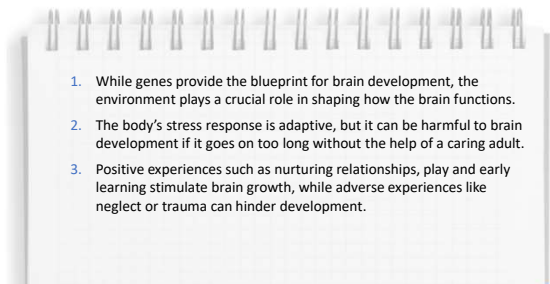 1. While genes provide the blueprint for brain development, the
environment plays a crucial role in shaping how the brain functions.
2. The body’s stress response is adaptive, but it can be harmful to brain
development if it goes on too long without the help of a caring adult.
3. Positive experiences such as nurturing relationships, play and early
learning stimulate brain growth, while adverse experiences like
neglect or trauma can hinder development.